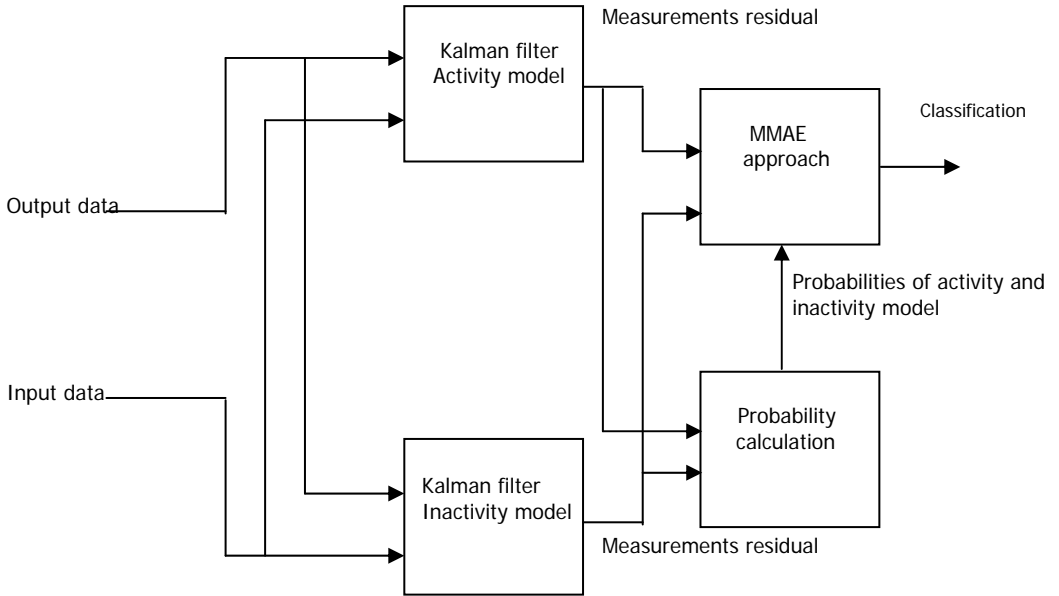 Measurements residual
Kalman filter
Activity model
Classification
MMAE
approach
Output data
Probabilities of activity and
inactivity model
Input data
Probability
calculation
Kalman filter
Inactivity model
Measurements residual